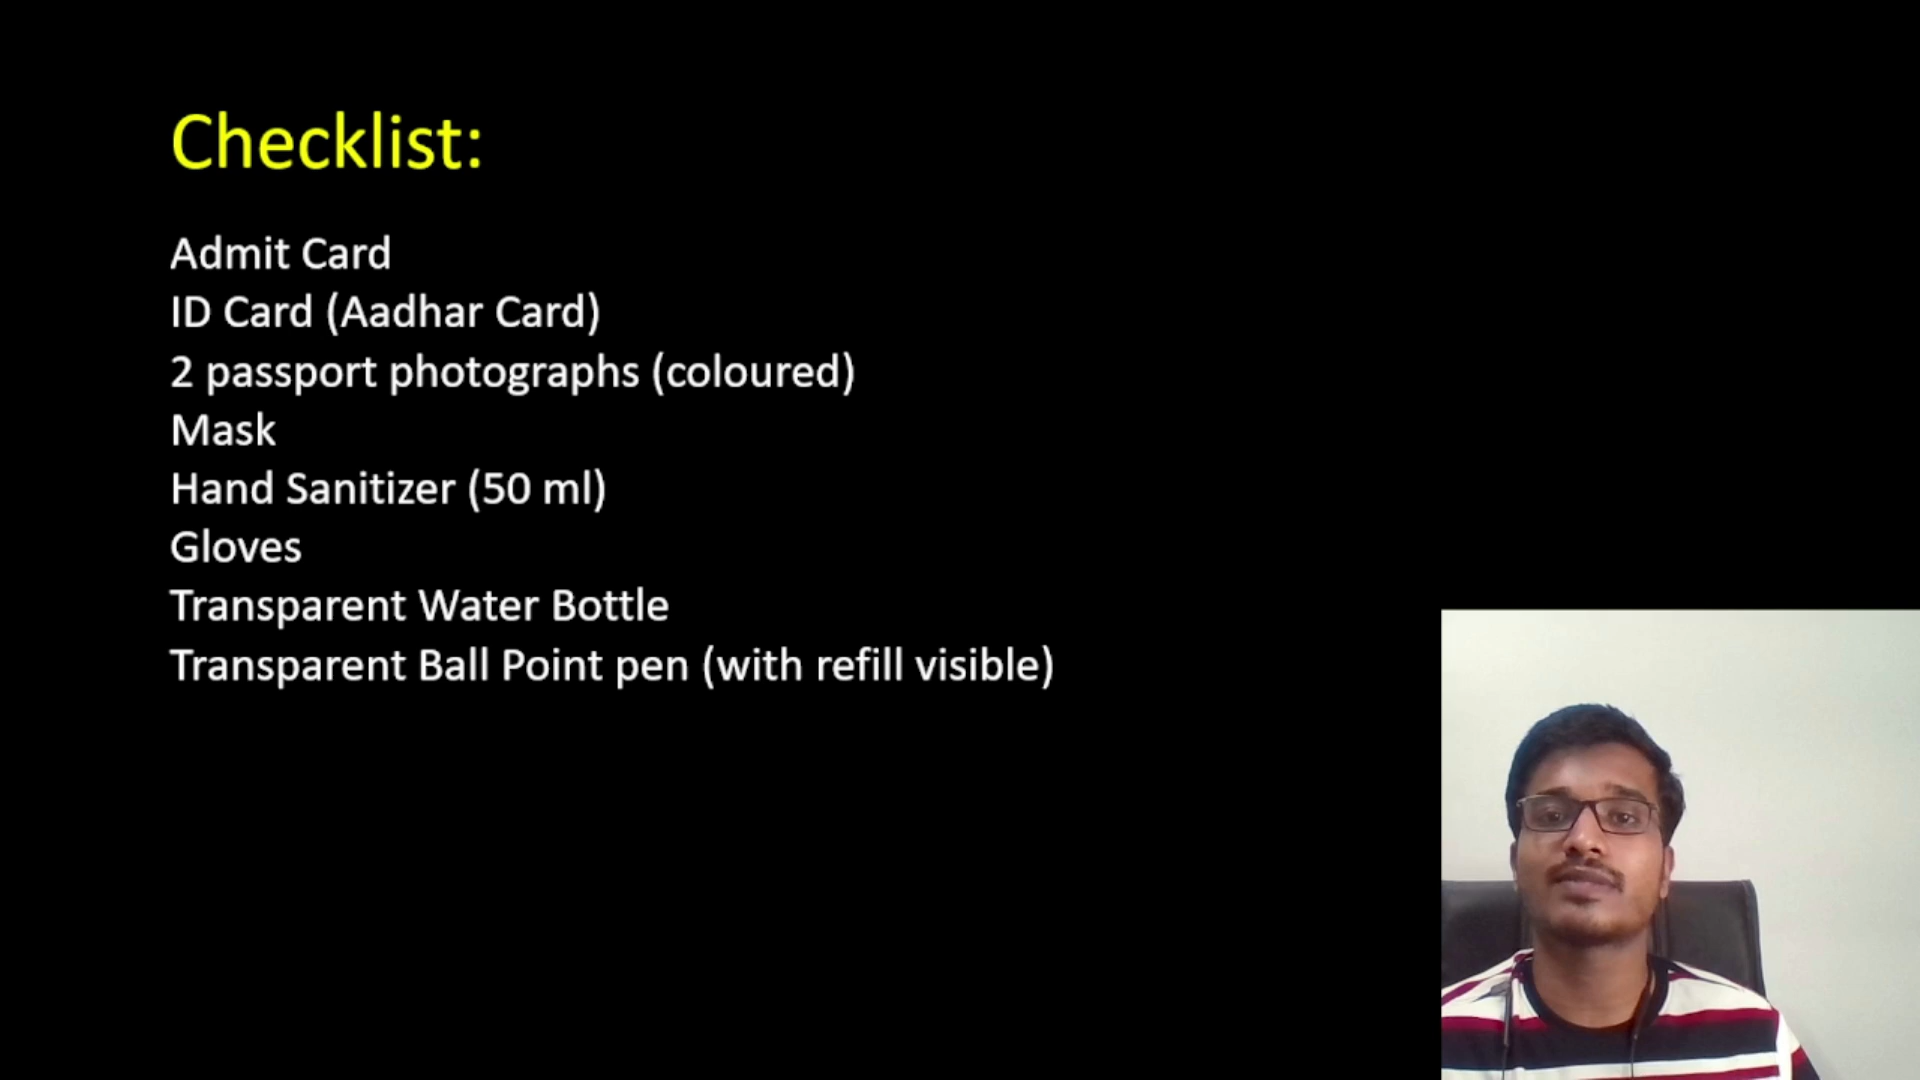 Checklist:
Admit Card
ID Card (Aadhar Card)
2 passport photographs (coloured)
Mask
Hand Sanitizer (50 ml)
Gloves
Transparent Water Bottle
Transparent Ball Point pen (with refill visible)